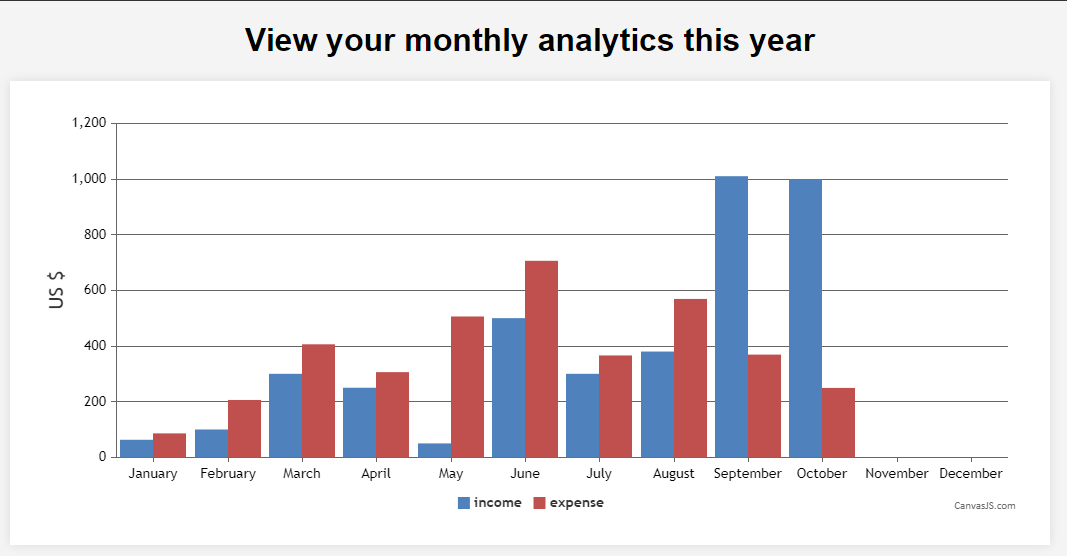 View your monthly analytics this year
1,200
1,000
800
600
400
200
0
US $
January February March April May June July August September October November December
income expense
CanvasJS.com